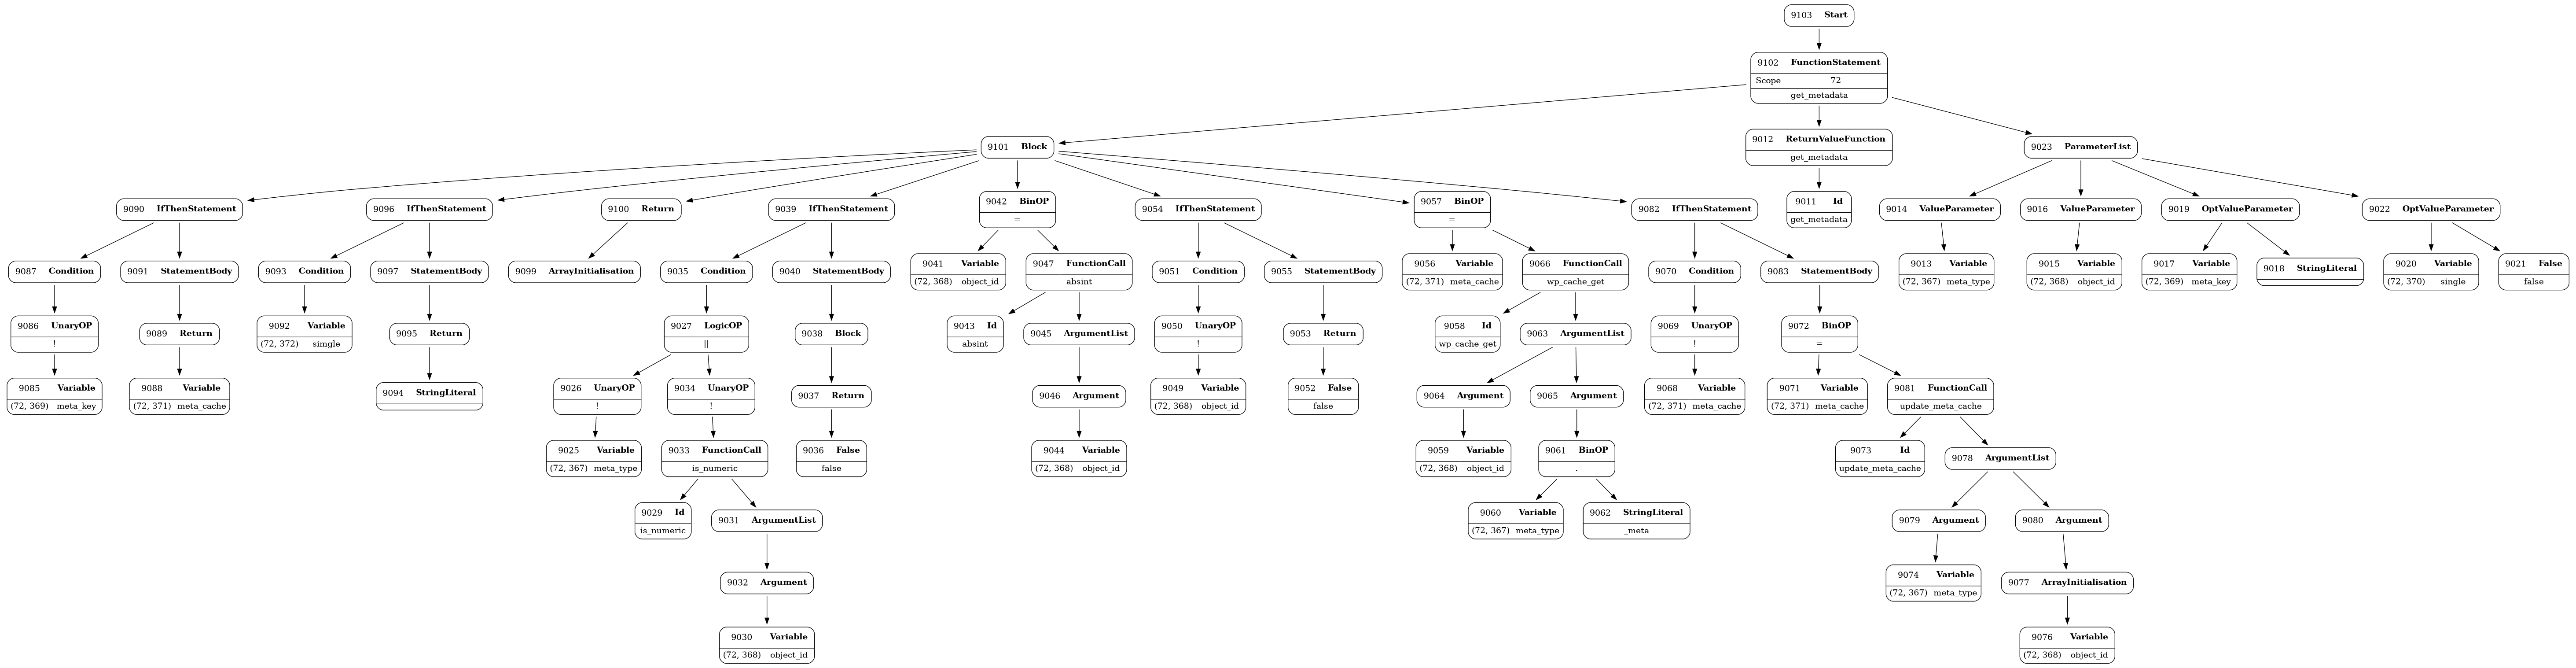 9103 Start
9102 FunctionStatement
Scope 72
get_metadata
9101 Block
9012 ReturnValueFunction
get_metadata
9023 ParameterList
9090 IfThenStatement
9096 IfThenStatement
9100 Return
9039 IfThenStatement
9042 BinOP
=
9054 IfThenStatement
9057 BinOP
=
9082 IfThenStatement
9011 Id
get_metadata
9014 ValueParameter
9016 ValueParameter
9019 OptValueParameter
9022 OptValueParameter
9087 Condition
9091 StatementBody
9093 Condition
9097 StatementBody
9099 ArrayInitialisation
9035 Condition
9040 StatementBody
9041 Variable
(72, 368) object_id
9047 FunctionCall
absint
9051 Condition
9055 StatementBody
9056 Variable
(72, 371) meta_cache
9066 FunctionCall
wp_cache_get
9070 Condition
9083 StatementBody
9013 Variable
(72, 367) meta_type
9015 Variable
(72, 368) object_id
9017 Variable
(72, 369) meta_key
9018 StringLiteral
9020 Variable
(72, 370) single
9021 False
false
9086 UnaryOP
!
9089 Return
9092 Variable
(72, 372) simgle
9095 Return
9027 LogicOP
||
9038 Block
9043 Id
absint
9045 ArgumentList
9050 UnaryOP
!
9053 Return
9058 Id
wp_cache_get
9063 ArgumentList
9069 UnaryOP
!
9072 BinOP
=
9085 Variable
(72, 369) meta_key
9088 Variable
(72, 371) meta_cache
9094 StringLiteral
9026 UnaryOP
!
9034 UnaryOP
!
9037 Return
9046 Argument
9049 Variable
(72, 368) object_id
9052 False
false
9064 Argument
9065 Argument
9068 Variable
(72, 371) meta_cache
9071 Variable
(72, 371) meta_cache
9081 FunctionCall
update_meta_cache
9025 Variable
(72, 367) meta_type
9033 FunctionCall
is_numeric
9036 False
false
9044 Variable
(72, 368) object_id
9059 Variable
(72, 368) object_id
9061 BinOP
.
9073 Id
update_meta_cache
9078 ArgumentList
9029 Id
is_numeric
9031 ArgumentList
9060 Variable
(72, 367) meta_type
9062 StringLiteral
_meta
9079 Argument
9080 Argument
9032 Argument
9074 Variable
(72, 367) meta_type
9077 ArrayInitialisation
9030 Variable
(72, 368) object_id
9076 Variable
(72, 368) object_id